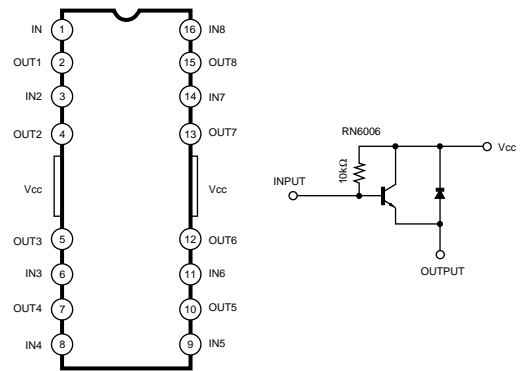 IN 1 16 IN8
OUT1 2 15 OUT8
IN2 3 14 IN7
OUT2 4 13 OUT7
Vcc Vcc
OUT3 5 12 OUT6
IN3 6 11 IN6
OUT4 7 10 OUT5
IN4 8 9 IN5
RN6006
10kΩ
Vcc
INPUT
OUTPUT